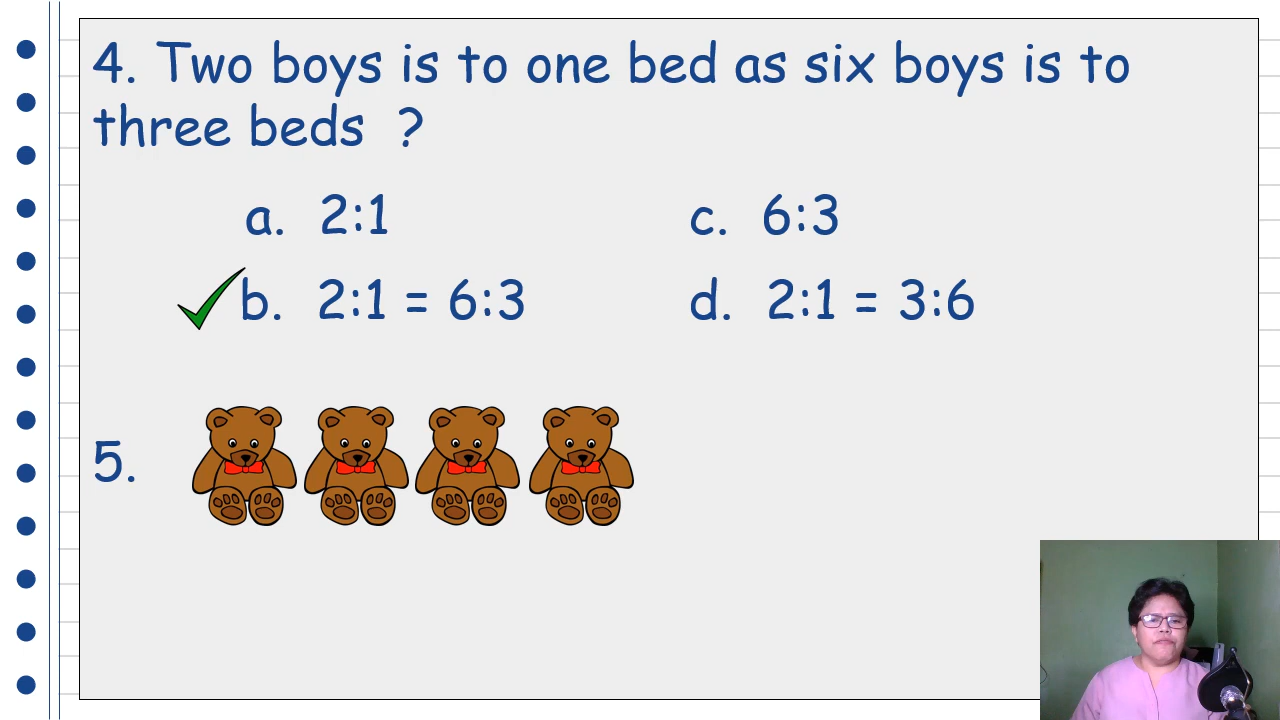 4. Two boys is to one bed as six boys is to
three beds ?
a. 2:1
c. 6:3
b. 2:1 = 6:3
d. 2:1 = 3:6
5.